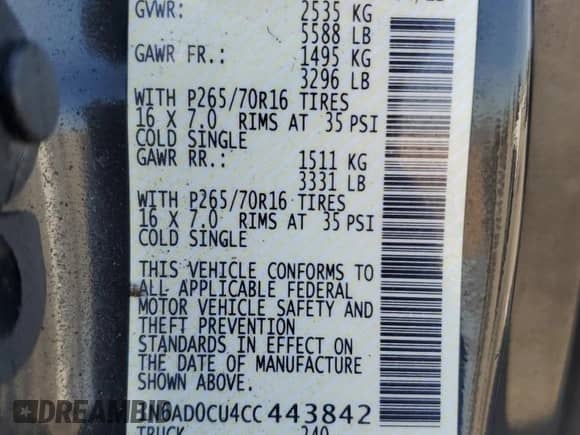 GVWR: 2535 KG
5588 LB
GAWR FR.: 1495 KG
3296 LB
WITH P265/70R16 TIRES
16 X 7.0 RIMS AT 35 PSI
COLD SINGLE
GAWR RR.: 1511 KG
3331 LB
WITH P265/70R16 TIRES
16 X 7.0 RIMS AT 35 PSI
COLD SINGLE
THIS VEHICLE CONFORMS TO
ALL APPLICABLE FEDERAL
MOTOR VEHICLE SAFETY AND
THEFT PREVENTION
STANDARDS IN EFFECT ON
THE DATE OF MANUFACTURE
SHOWN ABOVE.
1N6AD0CU4CC 443842
TRUCK 240
DREAMBID